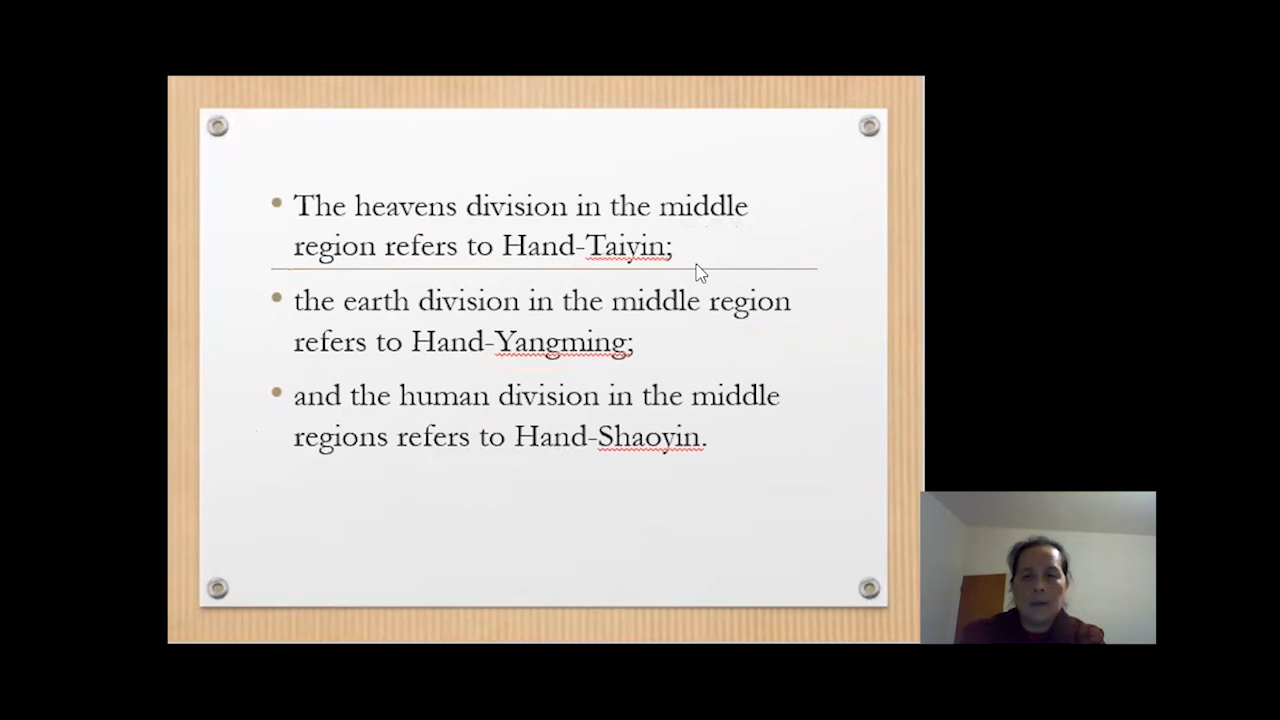 • The heavens division in the middle
region refers to Hand-Taiyin;
• the earth division in the middle region
refers to Hand-Yangming;
• and the human division in the middle
regions refers to Hand-Shaoyin.